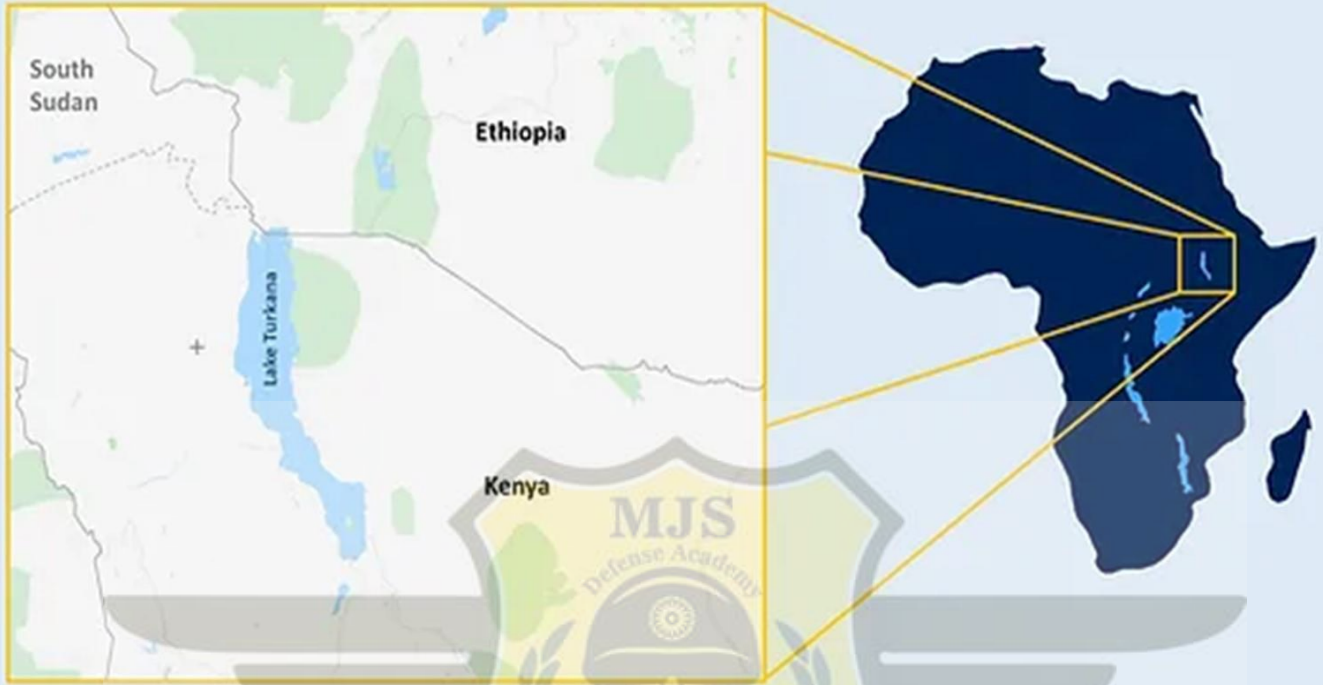 South
Sudan
Ethiopia
Lake Turkana
Kenya
MJS
Defense Academy